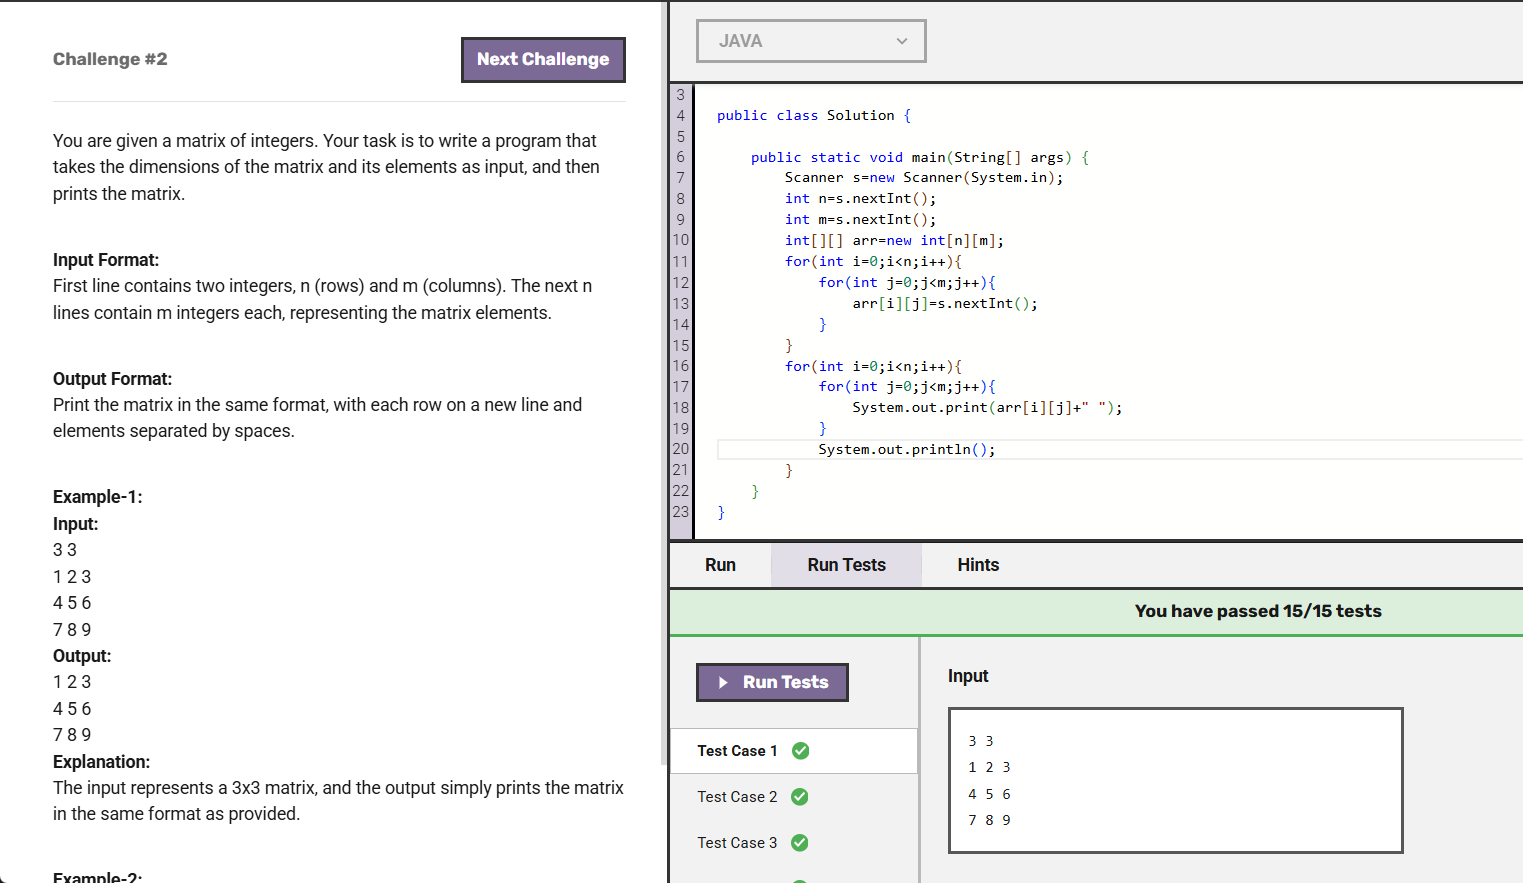 Challenge #2
Next Challenge
You are given a matrix of integers. Your task is to write a program that
takes the dimensions of the matrix and its elements as input, and then
prints the matrix.
Input Format:
First line contains two integers, n (rows) and m (columns). The next n
lines contain m integers each, representing the matrix elements.
Output Format:
Print the matrix in the same format, with each row on a new line and
elements separated by spaces.
Example-1:
Input:
3 3
1 2 3
4 5 6
7 8 9
Output:
1 2 3
4 5 6
7 8 9
Explanation:
The input represents a 3x3 matrix, and the output simply prints the matrix
in the same format as provided.
Example-2:
JAVA
3
4 public class Solution {
5
6     public static void main(String[] args) {
7         Scanner s=new Scanner(System.in);
8         int n=s.nextInt();
9         int m=s.nextInt();
10         int[][] arr=new int[n][m];
11         for(int i=0;i<n;i++){
12             for(int j=0;j<m;j++){
13                 arr[i][j]=s.nextInt();
14             }
15         }
16         for(int i=0;i<n;i++){
17             for(int j=0;j<m;j++){
18                 System.out.print(arr[i][j]+" ");
19             }
20             System.out.println();
21         }
22     }
23 }
Run
Run Tests
Hints
You have passed 15/15 tests
Run Tests
Test Case 1
Test Case 2
Test Case 3
Input
3 3
1 2 3
4 5 6
7 8 9